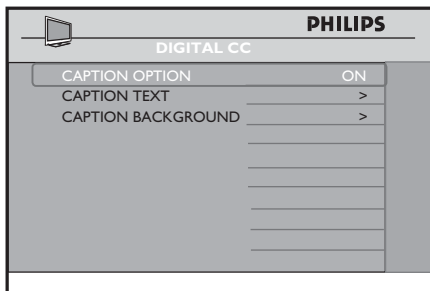 PHILIPS
DIGITAL CC
CAPTION OPTION ON
CAPTION TEXT >
CAPTION BACKGROUND >